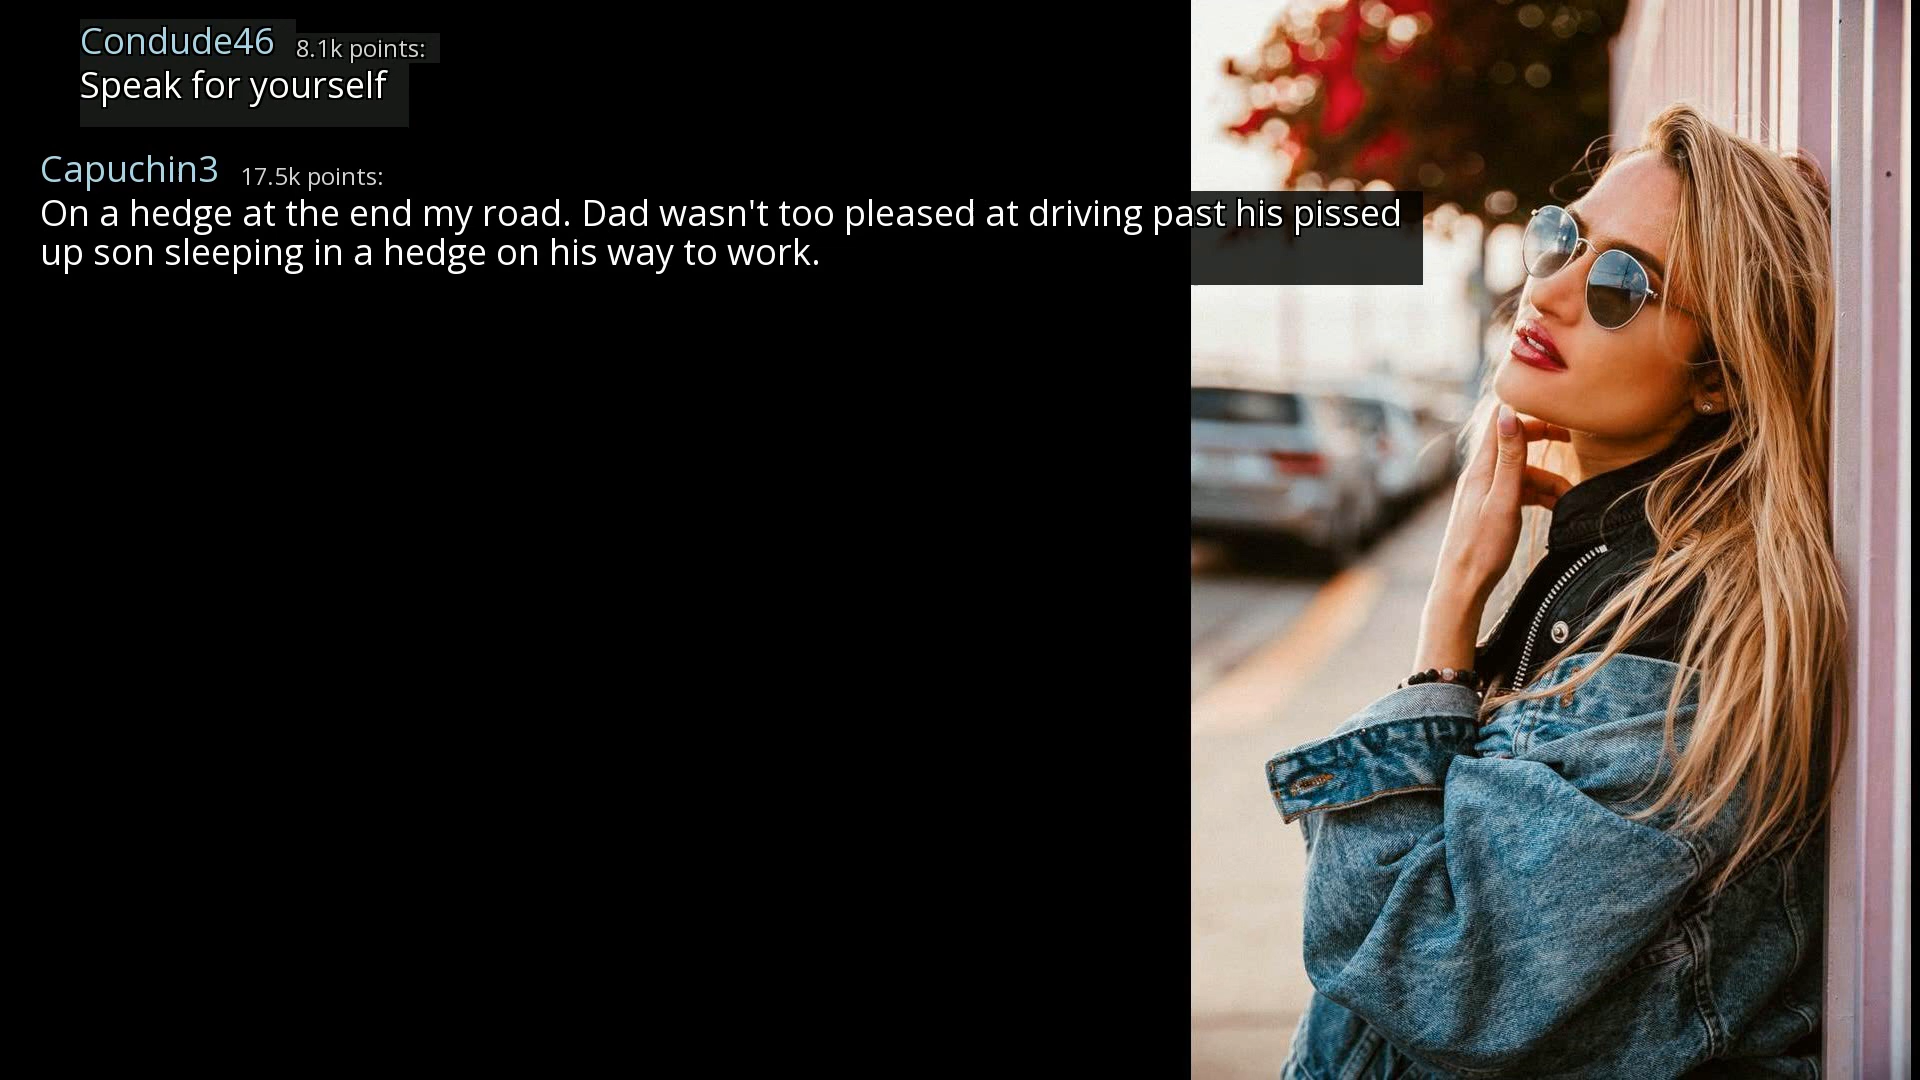 Condude46 8.1k points:
Speak for yourself
Capuchin3 17.5k points:
On a hedge at the end my road. Dad wasn't too pleased at driving past his pissed
up son sleeping in a hedge on his way to work.